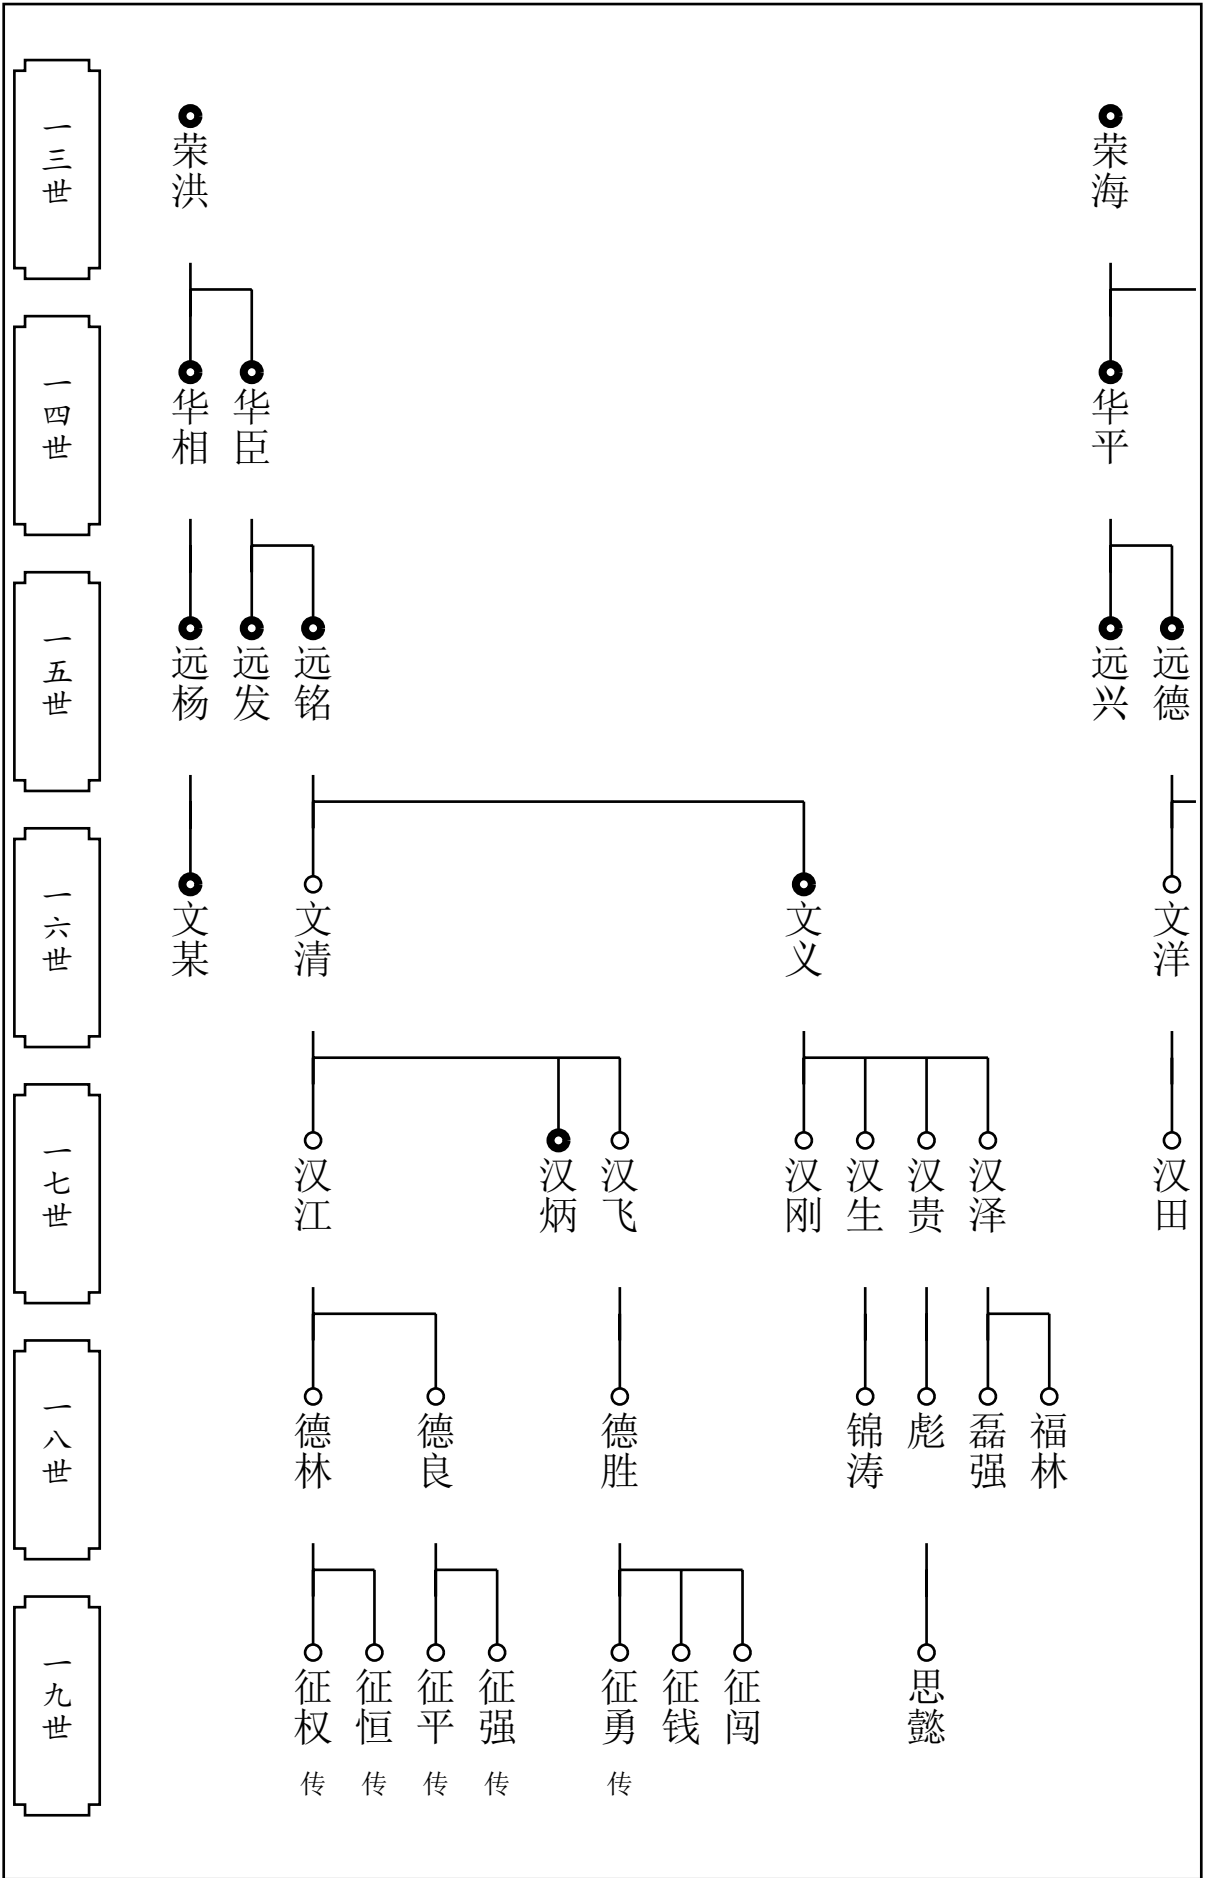 一三世
荣海
荣洪
一四世
华平
华臣
华相
一五世
远德
远兴
远铭
远发
远杨
一六世
文洋
文义
文清
文某
一七世
汉田
汉泽
汉贵
汉生
汉刚
汉飞
汉炳
汉江
一八世
福林
磊强
彪
锦涛
德胜
德良
德林
一九世
思懿
征闯
征钱
征勇
传
征强
传
征平
传
征恒
传
征权
传